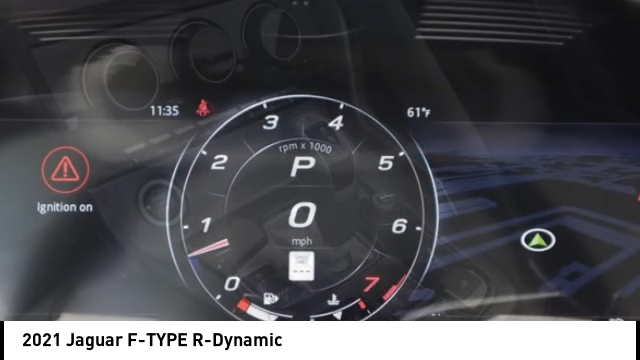 11:35
61°F
3 4
rpm x 1000
2 P 5
Ignition on
1 0 6
mph
---
0 7
2021 Jaguar F-TYPE R-Dynamic